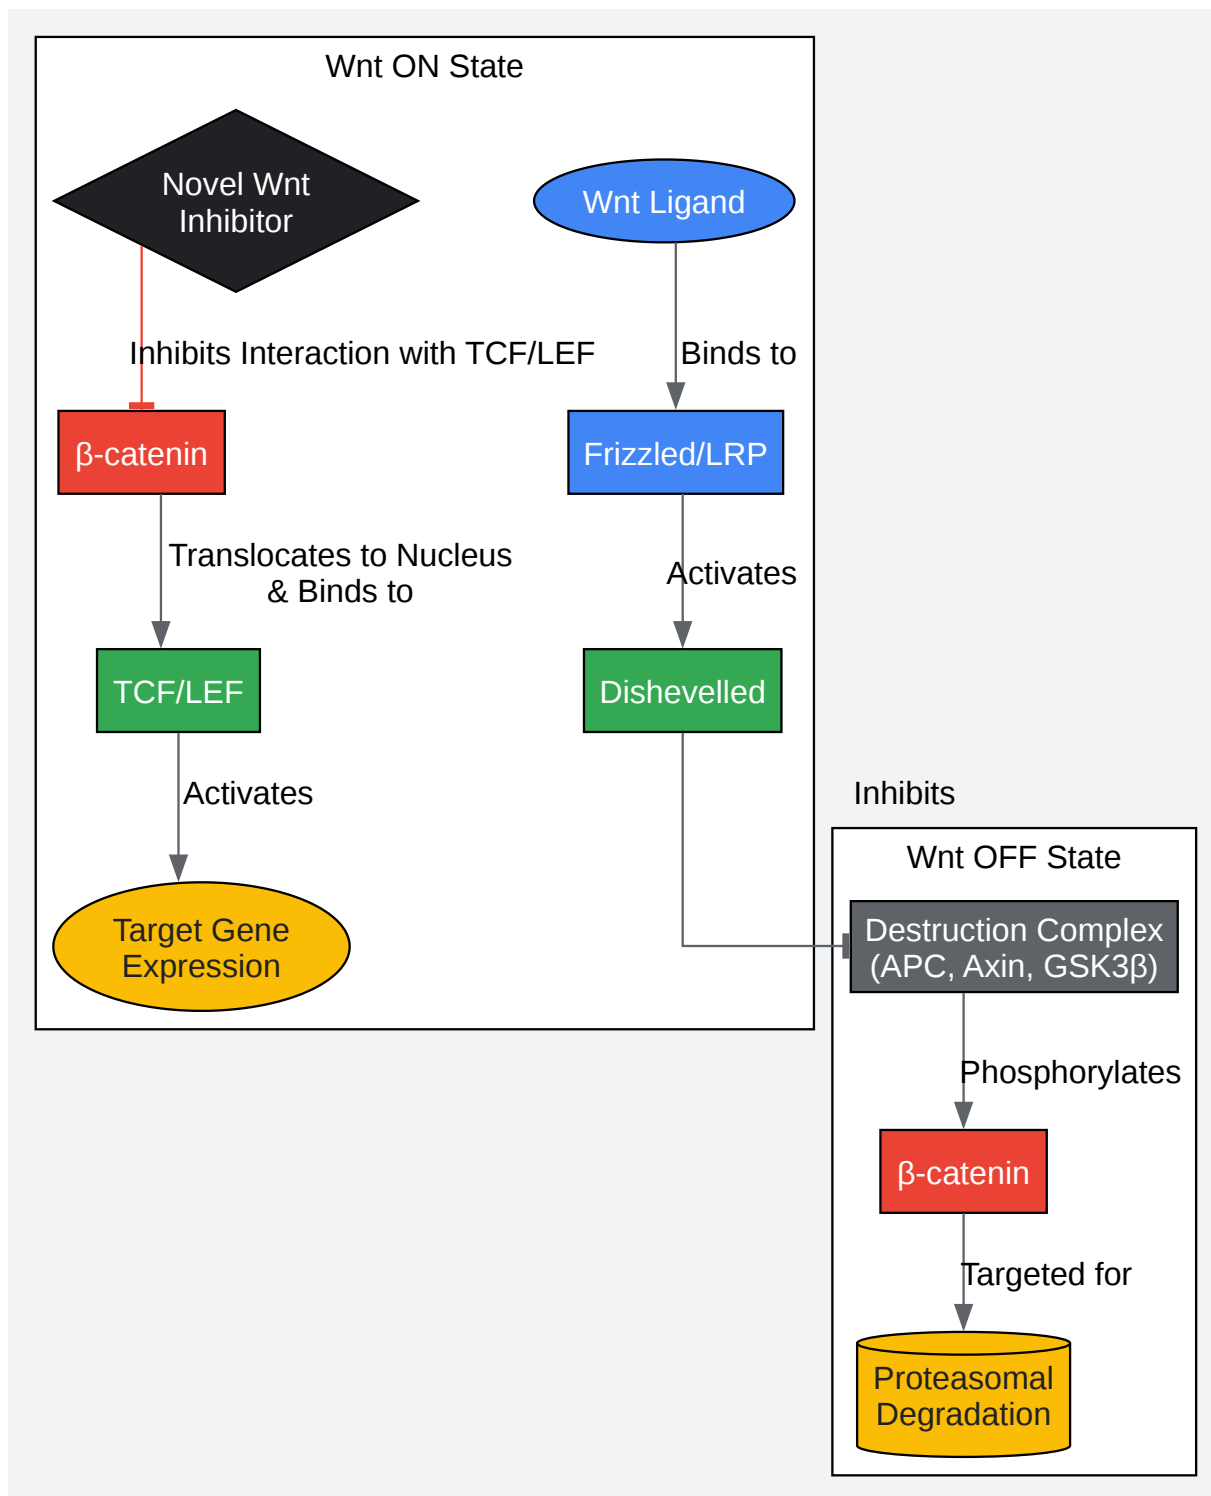 Wnt ON State
Novel Wnt
Inhibitor
Wnt Ligand
Inhibits Interaction with TCF/LEF
Binds to
β-catenin
Frizzled/LRP
Translocates to Nucleus
& Binds to
Activates
TCF/LEF
Dishevelled
Activates
Inhibits
Target Gene
Expression
Wnt OFF State
Destruction Complex
(APC, Axin, GSK3β)
Phosphorylates
β-catenin
Targeted for
Proteasomal
Degradation